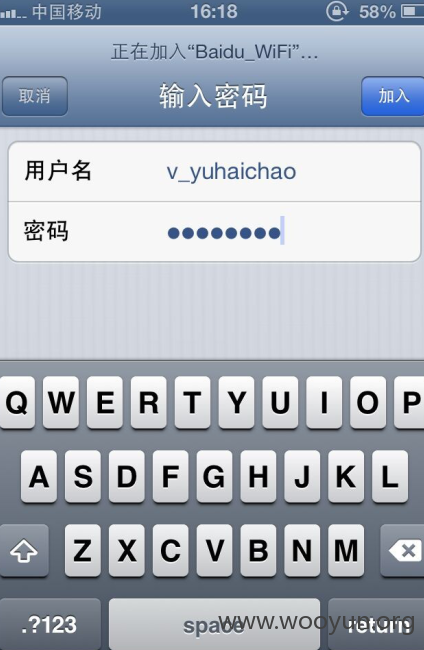 中国移动 16:18 58%
正在加入“Baidu_WiFi”...
取消 输入密码 加入
用户名 v_yuhaichao
密码 ●●●●●●●●
Q W E R T Y U I O P
A S D F G H J K L
Z X C V B N M
.?123 space return
www.wooyun.org